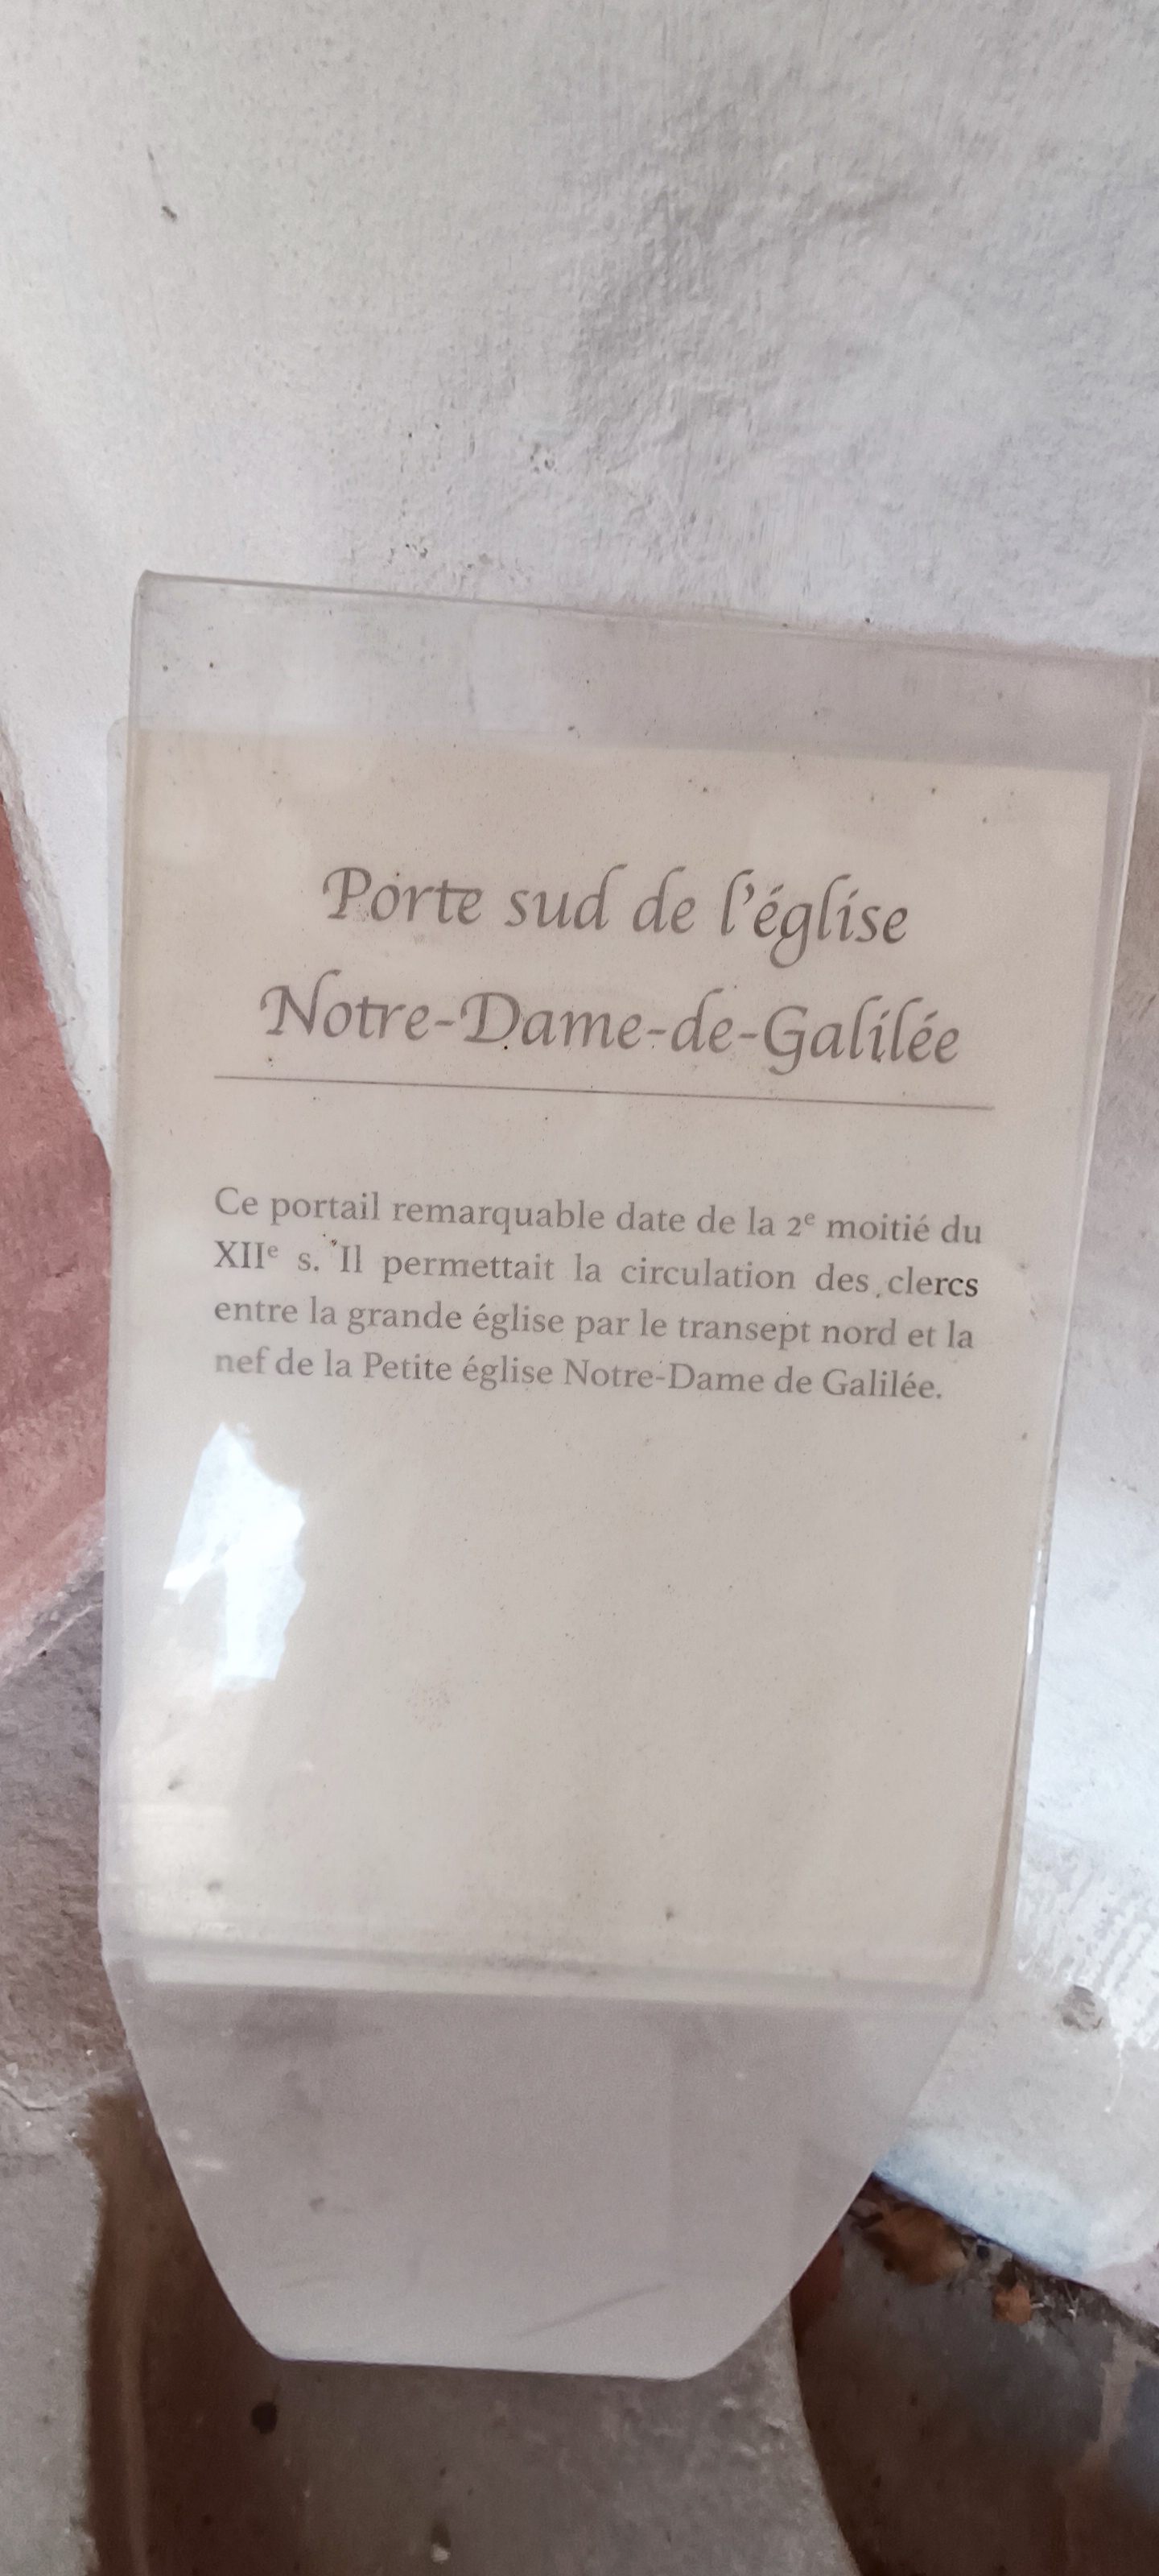 Porte sud de l'église
Notre-Dame-de-Galilée
Ce portail remarquable date de la 2e moitié du
XIIe s. Il permettait la circulation des clercs
entre la grande église par le transept nord et la
nef de la Petite église Notre-Dame de Galilée.